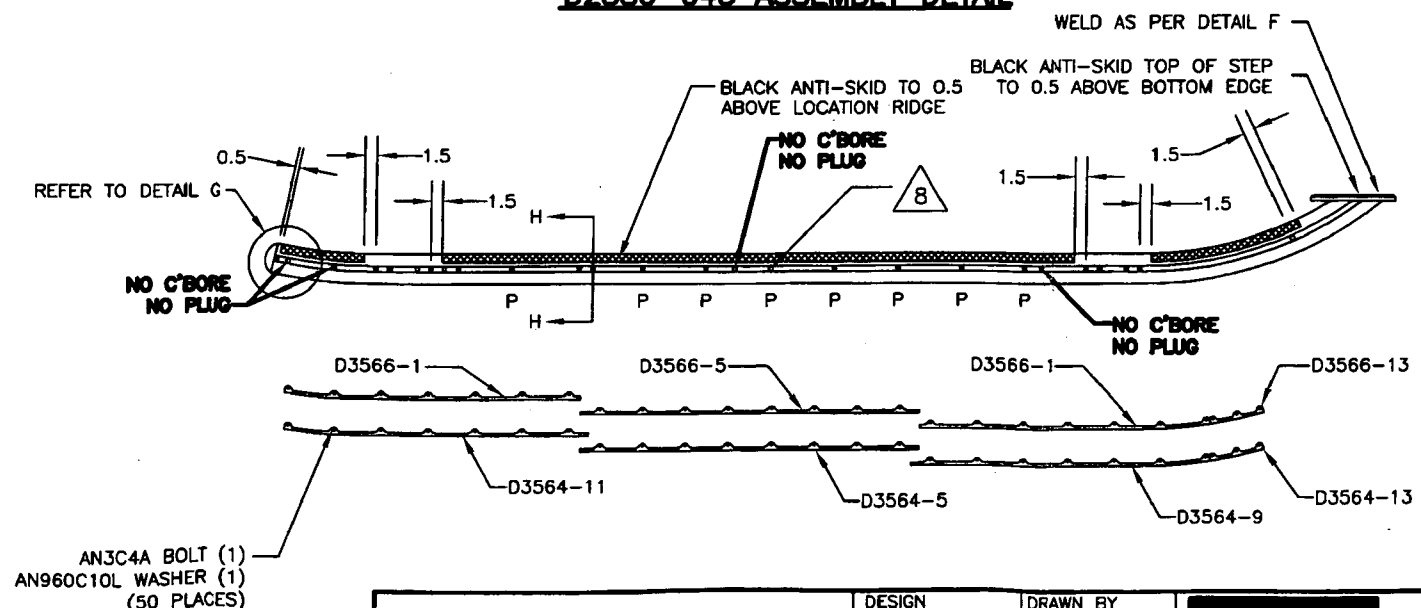 WELD AS PER DETAIL F
BLACK ANTI-SKID TOP OF STEP
TO 0.5 ABOVE BOTTOM EDGE
BLACK ANTI-SKID TO 0.5
ABOVE LOCATION RIDGE
NO C'BORE
NO PLUG
0.5
1.5
1.5
REFER TO DETAIL G
H
8
1.5
1.5
1.5
NO C'BORE
NO PLUG
P
P
P
P
P
P
P
P
H
NO C'BORE
NO PLUG
D3566-1
D3566-5
D3566-1
D3566-13
D3564-11
D3564-5
D3564-9
D3564-13
AN3C4A BOLT (1)
AN960C10L WASHER (1)
(50 PLACES)
DESIGN
DRAWN BY